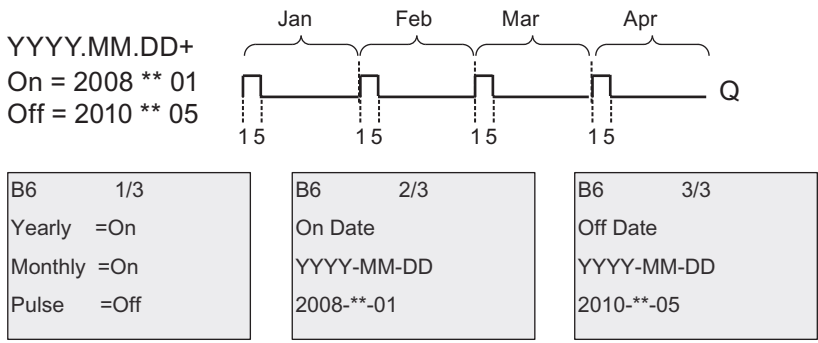 Jan Feb Mar Apr
YYYY.MM.DD+
On = 2008 ** 01
Off = 2010 ** 05
Q
1 5 1 5 1 5 1 5
B6 1/3
Yearly =On
Monthly =On
Pulse =Off
B6 2/3
On Date
YYYY-MM-DD
2008-**-01
B6 3/3
Off Date
YYYY-MM-DD
2010-**-05